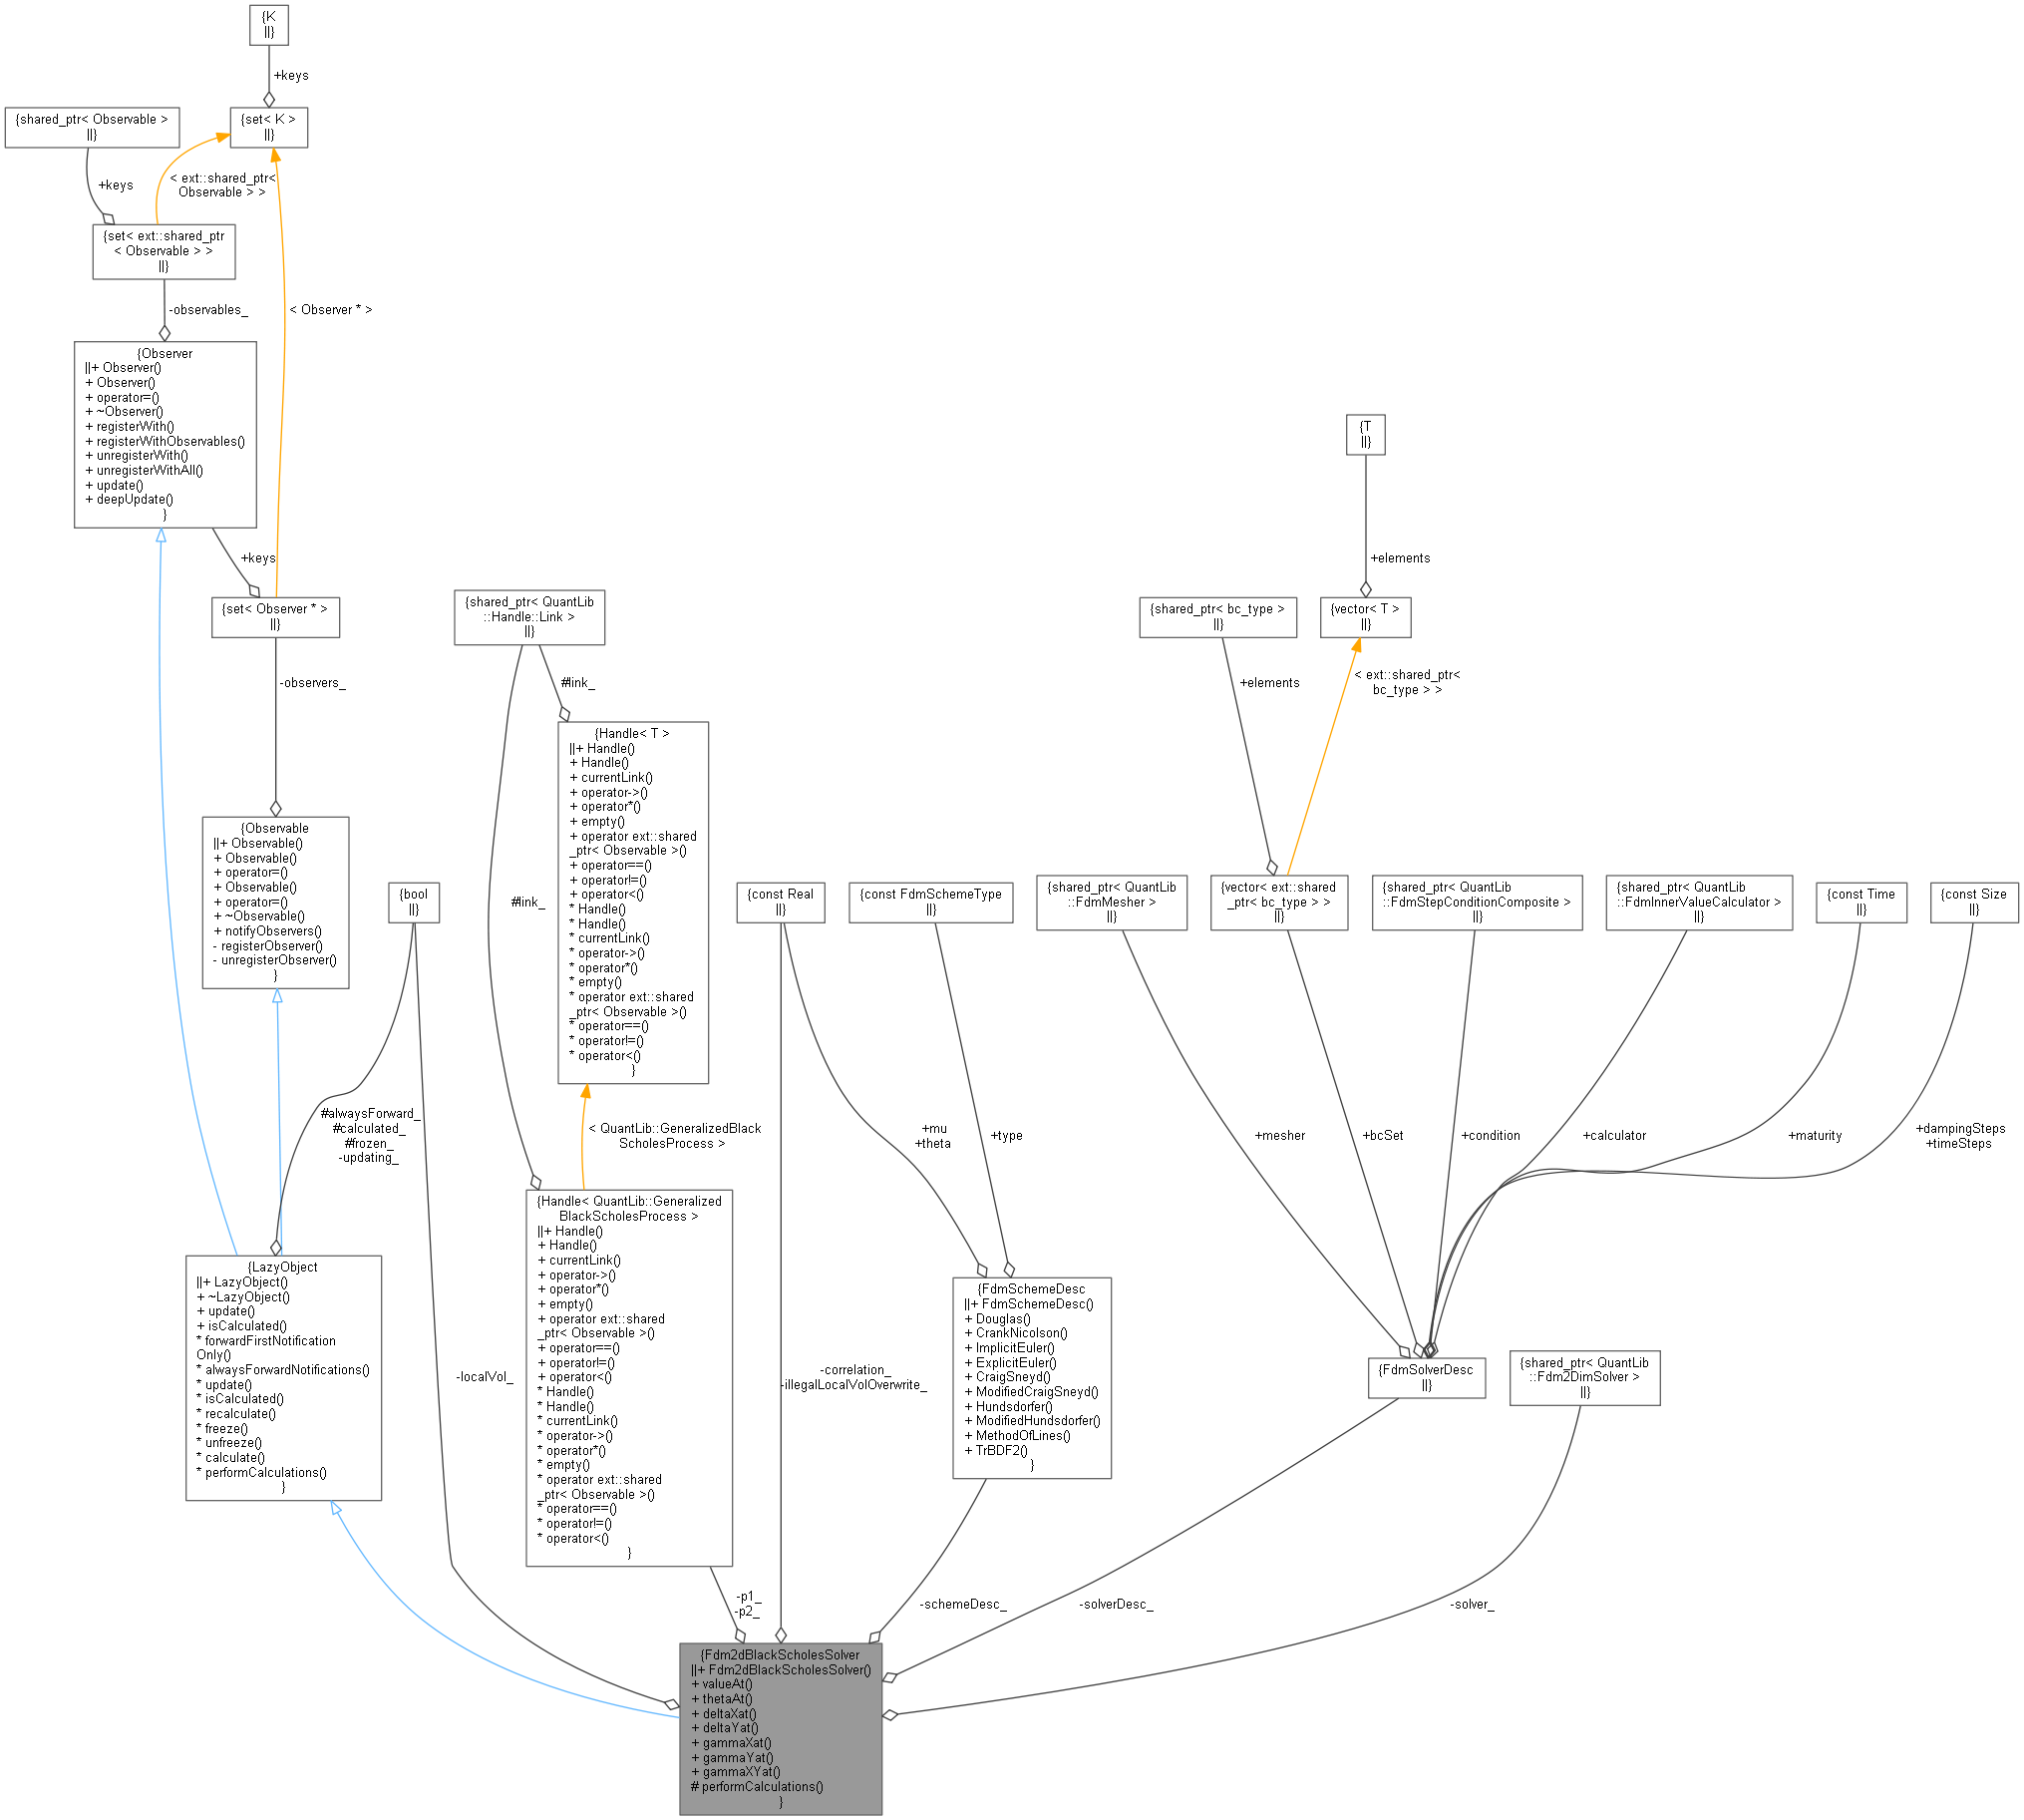 {K
||}
+keys
{shared_ptr< Observable >
||}
{set< K >
||}
+keys
< ext::shared_ptr<
Observable > >
{set< ext::shared_ptr
< Observable > >
||}
-observables_
< Observer * >
{Observer
||+ Observer()
+ Observer()
+ operator=()
+ ~Observer()
+ registerWith()
+ registerWithObservables()
+ unregisterWith()
+ unregisterWithAll()
+ update()
+ deepUpdate()
}
+keys
{set< Observer * >
||}
-observers_
{Observable
||+ Observable()
+ Observable()
+ operator=()
+ Observable()
+ operator=()
+ ~Observable()
+ notifyObservers()
- registerObserver()
- unregisterObserver()
}
{bool
||}
#alwaysForward_
#calculated_
#frozen_
-updating_
{LazyObject
||+ LazyObject()
+ ~LazyObject()
+ update()
+ isCalculated()
* forwardFirstNotification
Only()
* alwaysForwardNotifications()
* update()
* isCalculated()
* recalculate()
* freeze()
* unfreeze()
* calculate()
* performCalculations()
}
-localVol_
{shared_ptr< QuantLib
::Handle::Link >
||}
#link_
#link_
{Handle< T >
||+ Handle()
+ Handle()
+ currentLink()
+ operator->()
+ operator*()
+ empty()
+ operator ext::shared
_ptr< Observable >()
+ operator==()
+ operator!=()
+ operator<()
* Handle()
* Handle()
* currentLink()
* operator->()
* operator*()
* empty()
* operator ext::shared
_ptr< Observable >()
* operator==()
* operator!=()
* operator<()
}
< QuantLib::GeneralizedBlack
ScholesProcess >
{Handle< QuantLib::Generalized
BlackScholesProcess >
||+ Handle()
+ Handle()
+ currentLink()
+ operator->()
+ operator*()
+ empty()
+ operator ext::shared
_ptr< Observable >()
+ operator==()
+ operator!=()
+ operator<()
* Handle()
* Handle()
* currentLink()
* operator->()
* operator*()
* empty()
* operator ext::shared
_ptr< Observable >()
* operator==()
* operator!=()
* operator<()
}
-p1_
-p2_
{const Real
||}
{const FdmSchemeType
||}
+mu
+theta
+type
-correlation_
-illegalLocalVolOverwrite_
{FdmSchemeDesc
||+ FdmSchemeDesc()
+ Douglas()
+ CrankNicolson()
+ ImplicitEuler()
+ ExplicitEuler()
+ CraigSneyd()
+ ModifiedCraigSneyd()
+ Hundsdorfer()
+ ModifiedHundsdorfer()
+ MethodOfLines()
+ TrBDF2()
}
-schemeDesc_
{T
||}
+elements
{shared_ptr< bc_type >
||}
{vector< T >
||}
+elements
< ext::shared_ptr<
bc_type > >
{shared_ptr< QuantLib
::FdmMesher >
||}
{vector< ext::shared
_ptr< bc_type > >
||}
{shared_ptr< QuantLib
::FdmStepConditionComposite >
||}
{shared_ptr< QuantLib
::FdmInnerValueCalculator >
||}
{const Time
||}
{const Size
||}
+mesher
+bcSet
+condition
+calculator
+maturity
+dampingSteps
+timeSteps
{FdmSolverDesc
||}
{shared_ptr< QuantLib
::Fdm2DimSolver >
||}
-solverDesc_
-solver_
{Fdm2dBlackScholesSolver
||+ Fdm2dBlackScholesSolver()
+ valueAt()
+ thetaAt()
+ deltaXat()
+ deltaYat()
+ gammaXat()
+ gammaYat()
+ gammaXYat()
# performCalculations()
}